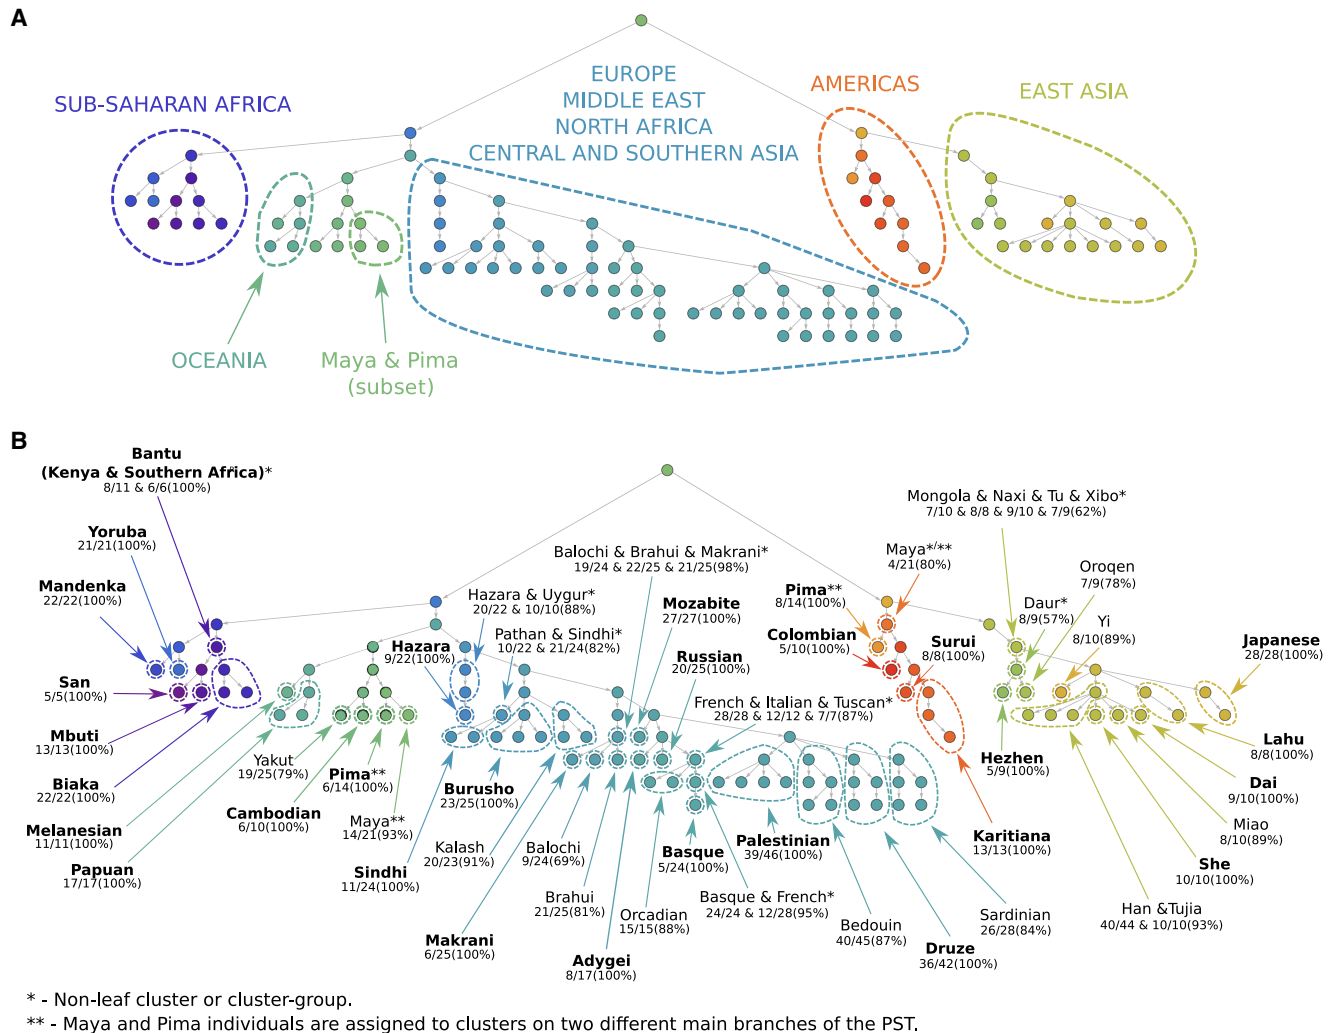 A
SUB-SAHARAN AFRICA
EUROPE
MIDDLE EAST
NORTH AFRICA
CENTRAL AND SOUTHERN ASIA
AMERICAS
EAST ASIA
OCEANIA
Maya & Pima
(subset)
B
Bantu
(Kenya & Southern Africa)*
8/11 & 6/6(100%)
Yoruba
21/21(100%)
Mandenka
22/22(100%)
San
5/5(100%)
Mbuti
13/13(100%)
Biaka
22/22(100%)
Melanesian
11/11(100%)
Papuan
17/17(100%)
Yakut
19/25(79%)
Cambodian
6/10(100%)
Pima**
6/14(100%)
Maya**
14/21(93%)
Hazara
9/22(100%)
Hazara & Uygur*
20/22 & 10/10(88%)
Pathan & Sindhi*
10/22 & 21/24(82%)
Balochi & Brahui & Makrani*
19/24 & 22/25 & 21/25(98%)
Mozabite
27/27(100%)
Russian
20/25(100%)
French & Italian & Tuscan*
28/28 & 12/12 & 7/7(87%)
Sindhi
11/24(100%)
Burusho
23/25(100%)
Kalash
20/23(91%)
Makrani
6/25(100%)
Balochi
9/24(69%)
Brahui
21/25(81%)
Adygei
8/17(100%)
Orcadian
15/15(88%)
Basque
5/24(100%)
Basque & French*
24/24 & 12/28(95%)
Palestinian
39/46(100%)
Bedouin
40/45(87%)
Druze
36/42(100%)
Sardinian
26/28(84%)
Maya*/**
4/21(80%)
Pima**
8/14(100%)
Colombian
5/10(100%)
Surui
8/8(100%)
Karitiana
13/13(100%)
Mongola & Naxi & Tu & Xibo*
7/10 & 8/8 & 9/10 & 7/9(62%)
Oroqen
7/9(78%)
Daur*
8/9(57%)
Yi
8/10(89%)
Japanese
28/28(100%)
Hezhen
5/9(100%)
Lahu
8/8(100%)
Dai
9/10(100%)
Miao
8/10(89%)
She
10/10(100%)
Han &Tujia
40/44 & 10/10(93%)
* - Non-leaf cluster or cluster-group.
** - Maya and Pima individuals are assigned to clusters on two different main branches of the PST.